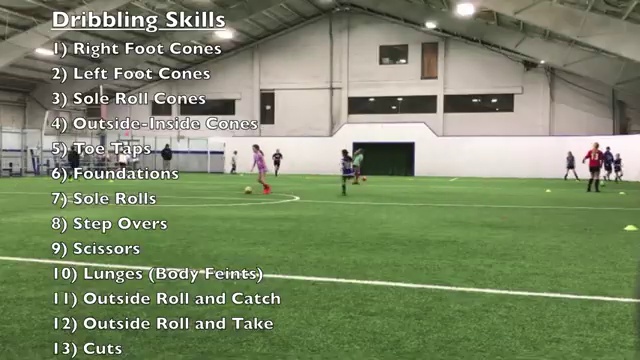 Dribbling Skills
1) Right Foot Cones
2) Left Foot Cones
3) Sole Roll Cones
4) Outside-Inside Cones
5) Toe Taps
6) Foundations
7) Sole Rolls
8) Step Overs
9) Scissors
10) Lunges (Body Feints)
11) Outside Roll and Catch
12) Outside Roll and Take
13) Cuts